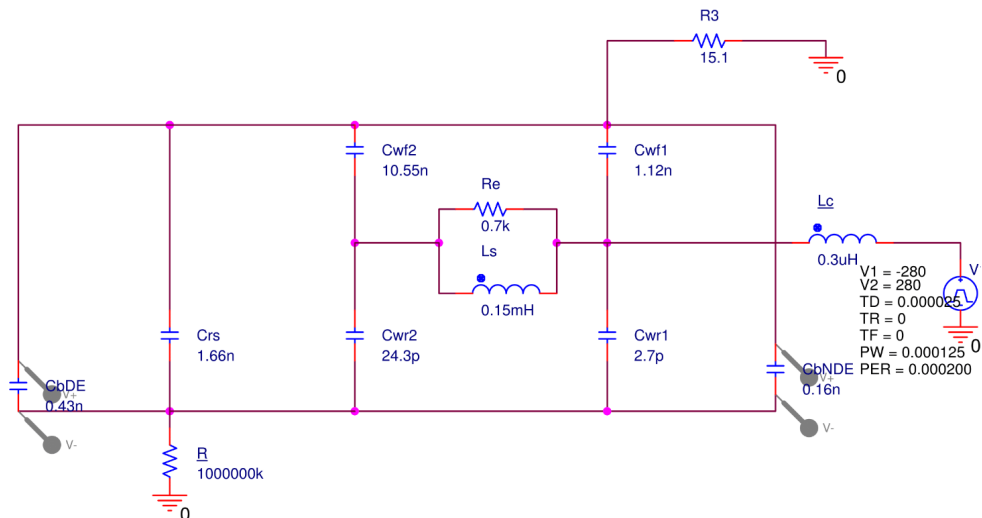 R3
15.1
0
Cwf2
10.55n
Cwf1
1.12n
Re
0.7k
Ls
0.15mH
Lc
0.3uH
V1 = -280
V2 = 280
TD = 0.000025
TR = 0
TF = 0
PW = 0.000125
PER = 0.000200
0
Crs
1.66n
Cwr2
24.3p
Cwr1
2.7p
CbDE
0.43n
V+
V-
CbNDE
0.16n
V+
V-
R
1000000k
0